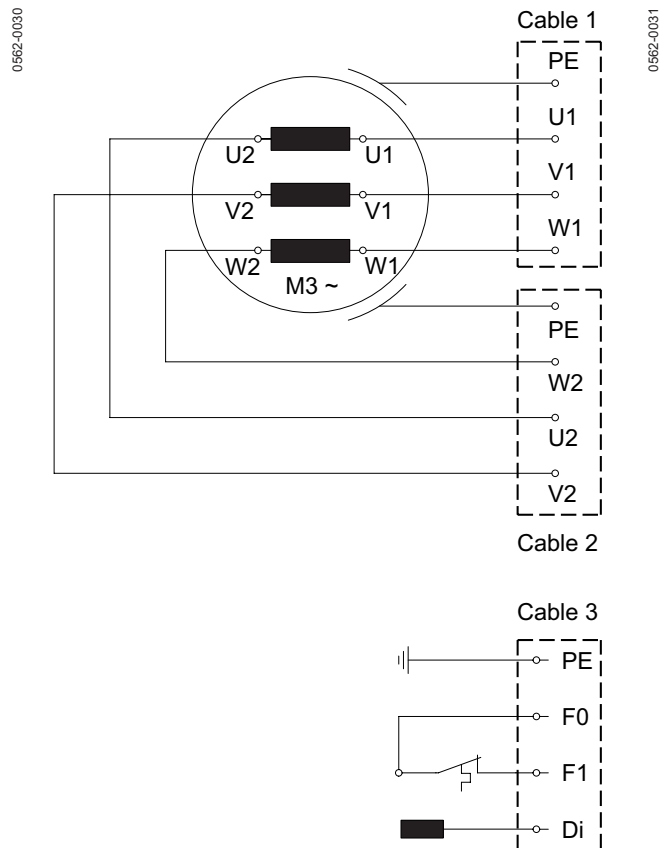 0562-0030
0562-0031
Cable 1
PE
U1
U2 U1
V1
V2 V1
W1
W2 W1
M3 ~
PE
W2
U2
V2
Cable 2
Cable 3
PE
F0
F1
Di